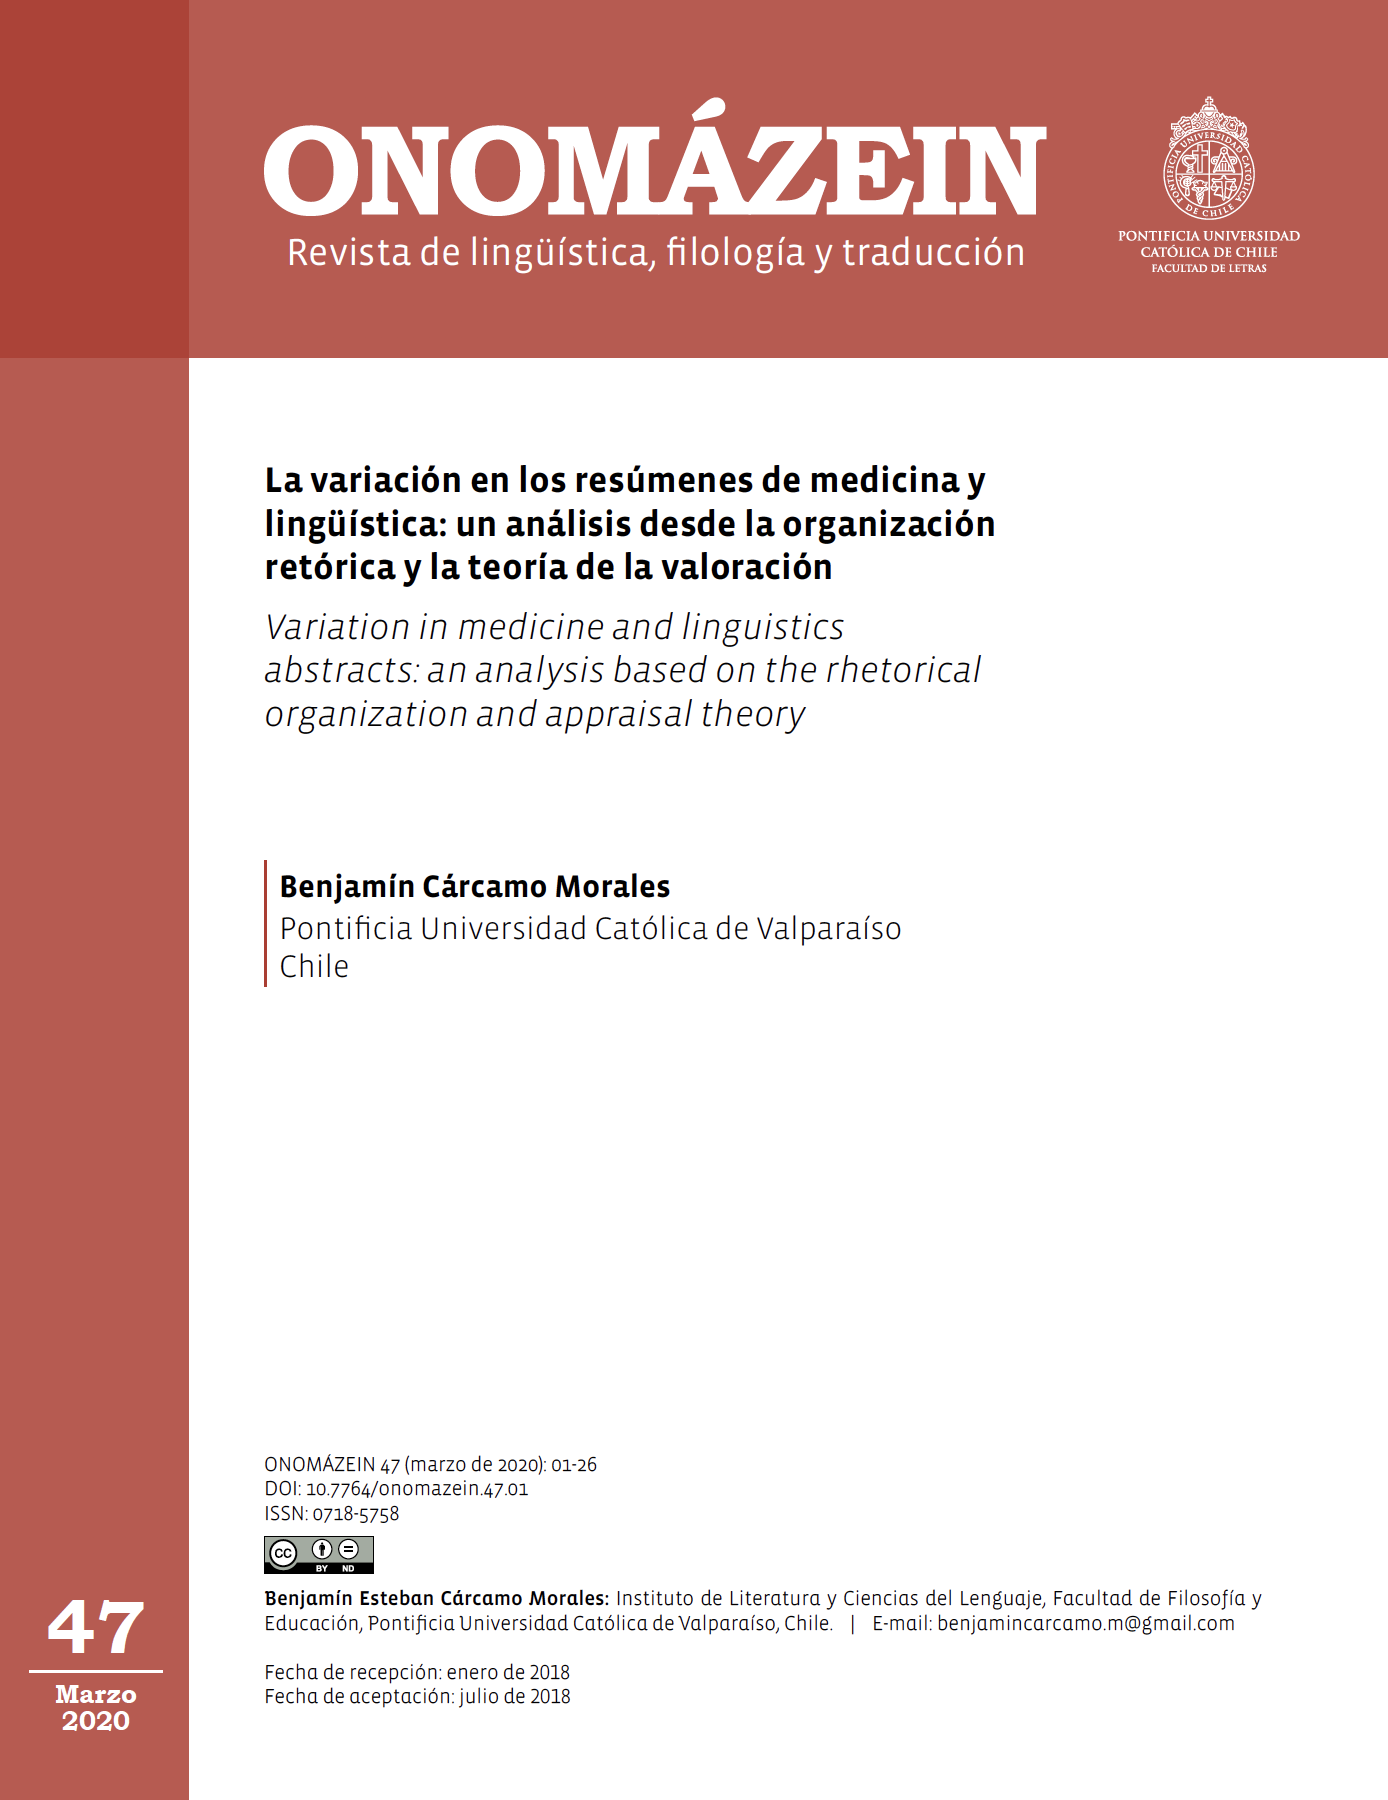 ONOMÁZEIN
Revista de lingüística, filología y traducción
PONTIFICIA UNIVERSIDAD CATÓLICA DE CHILE
PONTIFICIA UNIVERSIDAD
CATÓLICA DE CHILE
FACULTAD DE LETRAS
La variación en los resúmenes de medicina y
lingüística: un análisis desde la organización
retórica y la teoría de la valoración
Variation in medicine and linguistics
abstracts: an analysis based on the rhetorical
organization and appraisal theory
Benjamín Cárcamo Morales
Pontificia Universidad Católica de Valparaíso
Chile
ONOMÁZEIN 47 (marzo de 2020): 01-26
DOI: 10.7764/onomazein.47.01
ISSN: 0718-5758
CC BY ND
Benjamín Esteban Cárcamo Morales: Instituto de Literatura y Ciencias del Lenguaje, Facultad de Filosofía y
Educación, Pontificia Universidad Católica de Valparaíso, Chile. | E-mail: benjamincarcamo.m@gmail.com
Fecha de recepción: enero de 2018
Fecha de aceptación: julio de 2018
47
Marzo
2020